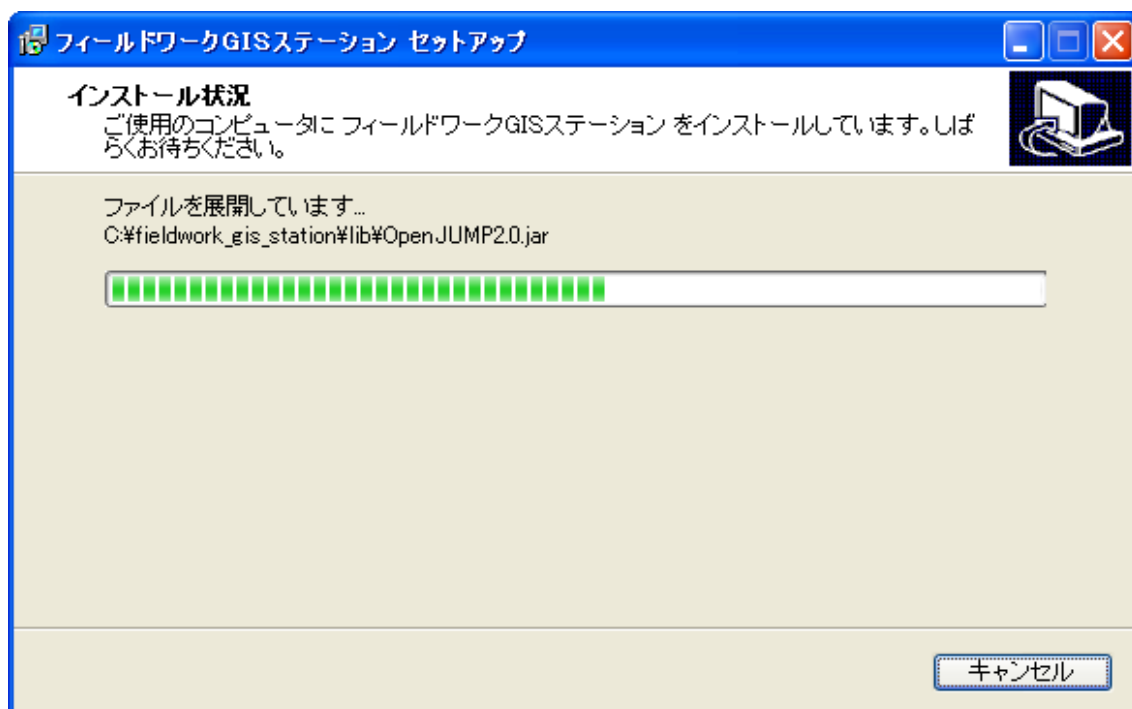 フィールドワークGISステーション セットアップ
インストール状況
ご使用のコンピュータに フィールドワークGISステーション をインストールしています。しば
らくお待ちください。
ファイルを展開しています...
C:¥fieldwork_gis_station¥lib¥OpenJUMP2.0.jar
キャンセル